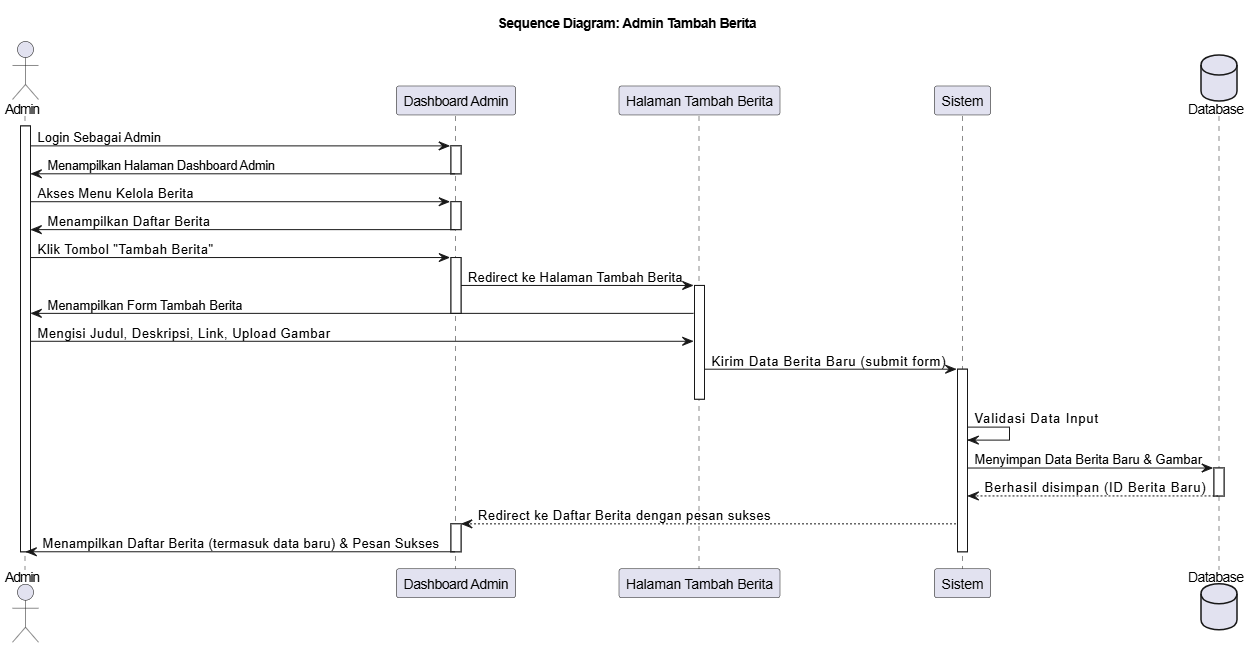 Sequence Diagram: Admin Tambah Berita
Admin
Dashboard Admin
Halaman Tambah Berita
Sistem
Database
Login Sebagai Admin
Menampilkan Halaman Dashboard Admin
Akses Menu Kelola Berita
Menampilkan Daftar Berita
Klik Tombol "Tambah Berita"
Redirect ke Halaman Tambah Berita
Menampilkan Form Tambah Berita
Mengisi Judul, Deskripsi, Link, Upload Gambar
Kirim Data Berita Baru (submit form)
Validasi Data Input
Menyimpan Data Berita Baru & Gambar
Berhasil disimpan (ID Berita Baru)
Redirect ke Daftar Berita dengan pesan sukses
Menampilkan Daftar Berita (termasuk data baru) & Pesan Sukses
Admin
Dashboard Admin
Halaman Tambah Berita
Sistem
Database